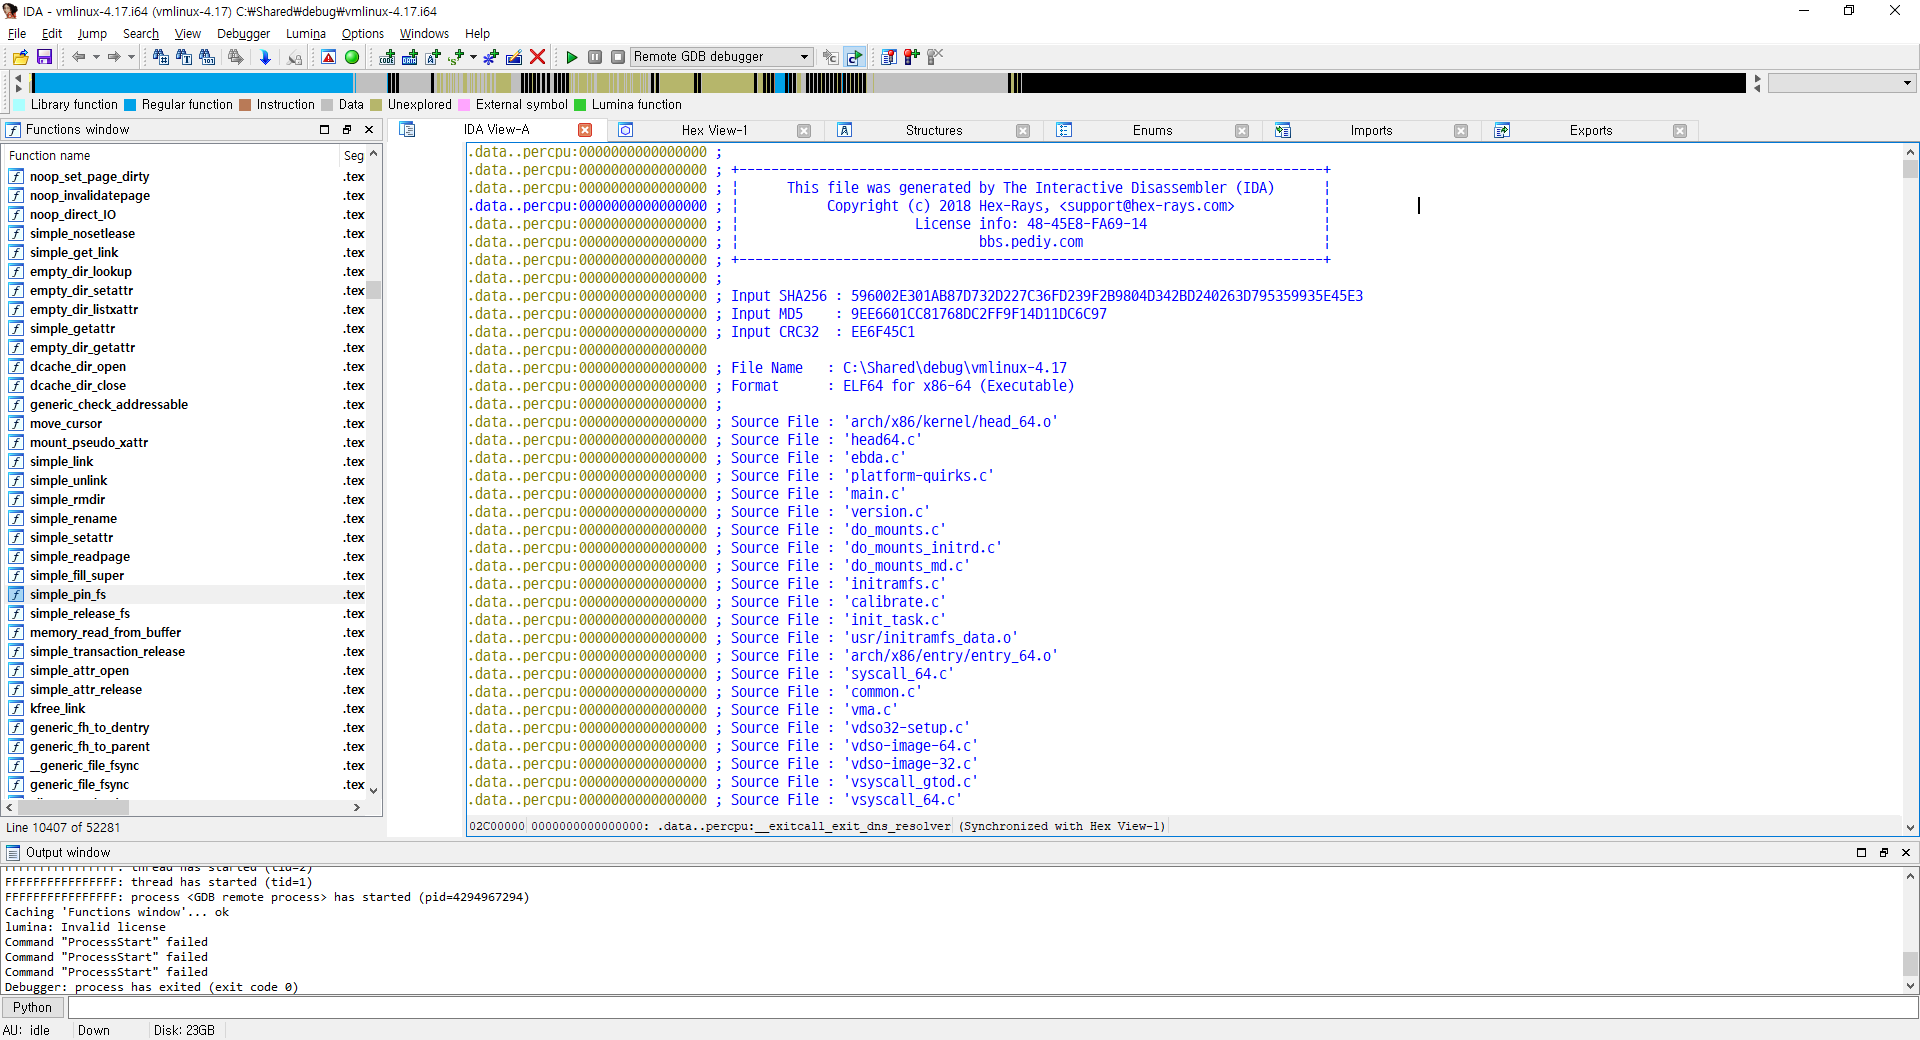 IDA - vmlinux-4.17.i64 (vmlinux-4.17) C:₩Shared₩debug₩vmlinux-4.17.i64
File Edit Jump Search View Debugger Lumina Options Windows Help
Remote GDB debugger
Library function Regular function Instruction Data Unexplored External symbol Lumina function
Functions window
IDA View-A
Hex View-1
Structures
Enums
Imports
Exports
Function name Seg
noop_set_page_dirty .tex
noop_invalidatepage .tex
noop_direct_IO .tex
simple_nosetlease .tex
simple_get_link .tex
empty_dir_lookup .tex
empty_dir_setattr .tex
empty_dir_listxattr .tex
simple_getattr .tex
empty_dir_getattr .tex
dcache_dir_open .tex
dcache_dir_close .tex
generic_check_addressable .tex
move_cursor .tex
mount_pseudo_xattr .tex
simple_link .tex
simple_unlink .tex
simple_rmdir .tex
simple_rename .tex
simple_setattr .tex
simple_readpage .tex
simple_fill_super .tex
simple_pin_fs .tex
simple_release_fs .tex
memory_read_from_buffer .tex
simple_transaction_release .tex
simple_attr_open .tex
simple_attr_release .tex
kfree_link .tex
generic_fh_to_dentry .tex
generic_fh_to_parent .tex
__generic_file_fsync .tex
generic_file_fsync .tex
Line 10407 of 52281
.data..percpu:0000000000000000 ;
.data..percpu:0000000000000000 ; +-------------------------------------------------------------------------+
.data..percpu:0000000000000000 ; ¦ This file was generated by The Interactive Disassembler (IDA) ¦
.data..percpu:0000000000000000 ; ¦ Copyright (c) 2018 Hex-Rays, <support@hex-rays.com> ¦
.data..percpu:0000000000000000 ; ¦ License info: 48-45E8-FA69-14 ¦
.data..percpu:0000000000000000 ; ¦ bbs.pediy.com ¦
.data..percpu:0000000000000000 ; +-------------------------------------------------------------------------+
.data..percpu:0000000000000000 ;
.data..percpu:0000000000000000 ; Input SHA256 : 596002E301AB87D732D227C36FD239F2B9804D342BD240263D795359935E45E3
.data..percpu:0000000000000000 ; Input MD5 : 9EE6601CC81768DC2FF9F14D11DC6C97
.data..percpu:0000000000000000 ; Input CRC32 : EE6F45C1
.data..percpu:0000000000000000
.data..percpu:0000000000000000 ; File Name : C:\Shared\debug\vmlinux-4.17
.data..percpu:0000000000000000 ; Format : ELF64 for x86-64 (Executable)
.data..percpu:0000000000000000 ;
.data..percpu:0000000000000000 ; Source File : 'arch/x86/kernel/head_64.o'
.data..percpu:0000000000000000 ; Source File : 'head64.c'
.data..percpu:0000000000000000 ; Source File : 'ebda.c'
.data..percpu:0000000000000000 ; Source File : 'platform-quirks.c'
.data..percpu:0000000000000000 ; Source File : 'main.c'
.data..percpu:0000000000000000 ; Source File : 'version.c'
.data..percpu:0000000000000000 ; Source File : 'do_mounts.c'
.data..percpu:0000000000000000 ; Source File : 'do_mounts_initrd.c'
.data..percpu:0000000000000000 ; Source File : 'do_mounts_md.c'
.data..percpu:0000000000000000 ; Source File : 'initramfs.c'
.data..percpu:0000000000000000 ; Source File : 'calibrate.c'
.data..percpu:0000000000000000 ; Source File : 'init_task.c'
.data..percpu:0000000000000000 ; Source File : 'usr/initramfs_data.o'
.data..percpu:0000000000000000 ; Source File : 'arch/x86/entry/entry_64.o'
.data..percpu:0000000000000000 ; Source File : 'syscall_64.c'
.data..percpu:0000000000000000 ; Source File : 'common.c'
.data..percpu:0000000000000000 ; Source File : 'vma.c'
.data..percpu:0000000000000000 ; Source File : 'vdso32-setup.c'
.data..percpu:0000000000000000 ; Source File : 'vdso-image-64.c'
.data..percpu:0000000000000000 ; Source File : 'vdso-image-32.c'
.data..percpu:0000000000000000 ; Source File : 'vsyscall_gtod.c'
.data..percpu:0000000000000000 ; Source File : 'vsyscall_64.c'
02C00000 0000000000000000: .data..percpu:__exitcall_exit_dns_resolver (Synchronized with Hex View-1)
Output window
FFFFFFFFFFFFFFFF: thread has started (tid=2)
FFFFFFFFFFFFFFFF: thread has started (tid=1)
FFFFFFFFFFFFFFFF: process <GDB remote process> has started (pid=4294967294)
Caching 'Functions window'... ok
lumina: Invalid license
Command "ProcessStart" failed
Command "ProcessStart" failed
Command "ProcessStart" failed
Debugger: process has exited (exit code 0)
Python
AU: idle Down Disk: 23GB